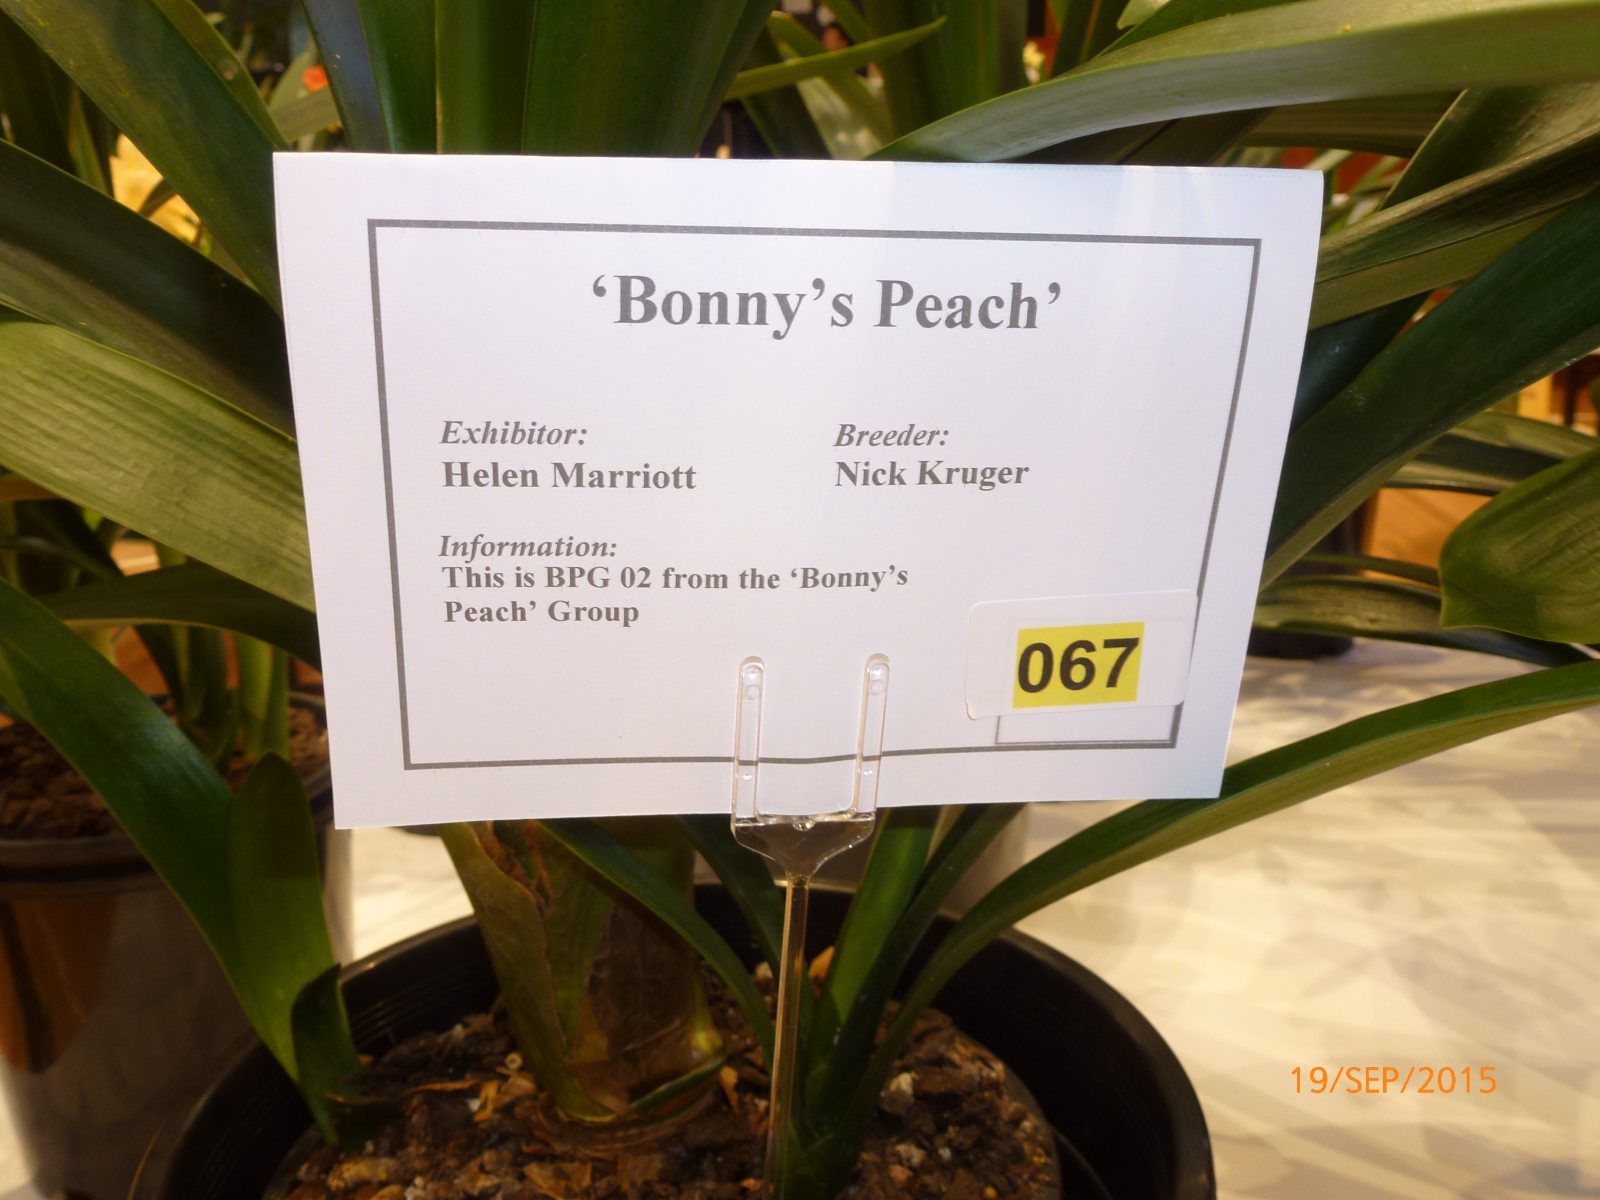 ‘Bonny’s Peach’
Exhibitor:
Helen Marriott
Breeder:
Nick Kruger
Information:
This is BPG 02 from the ‘Bonny’s
Peach’ Group
067
19/SEP/2015